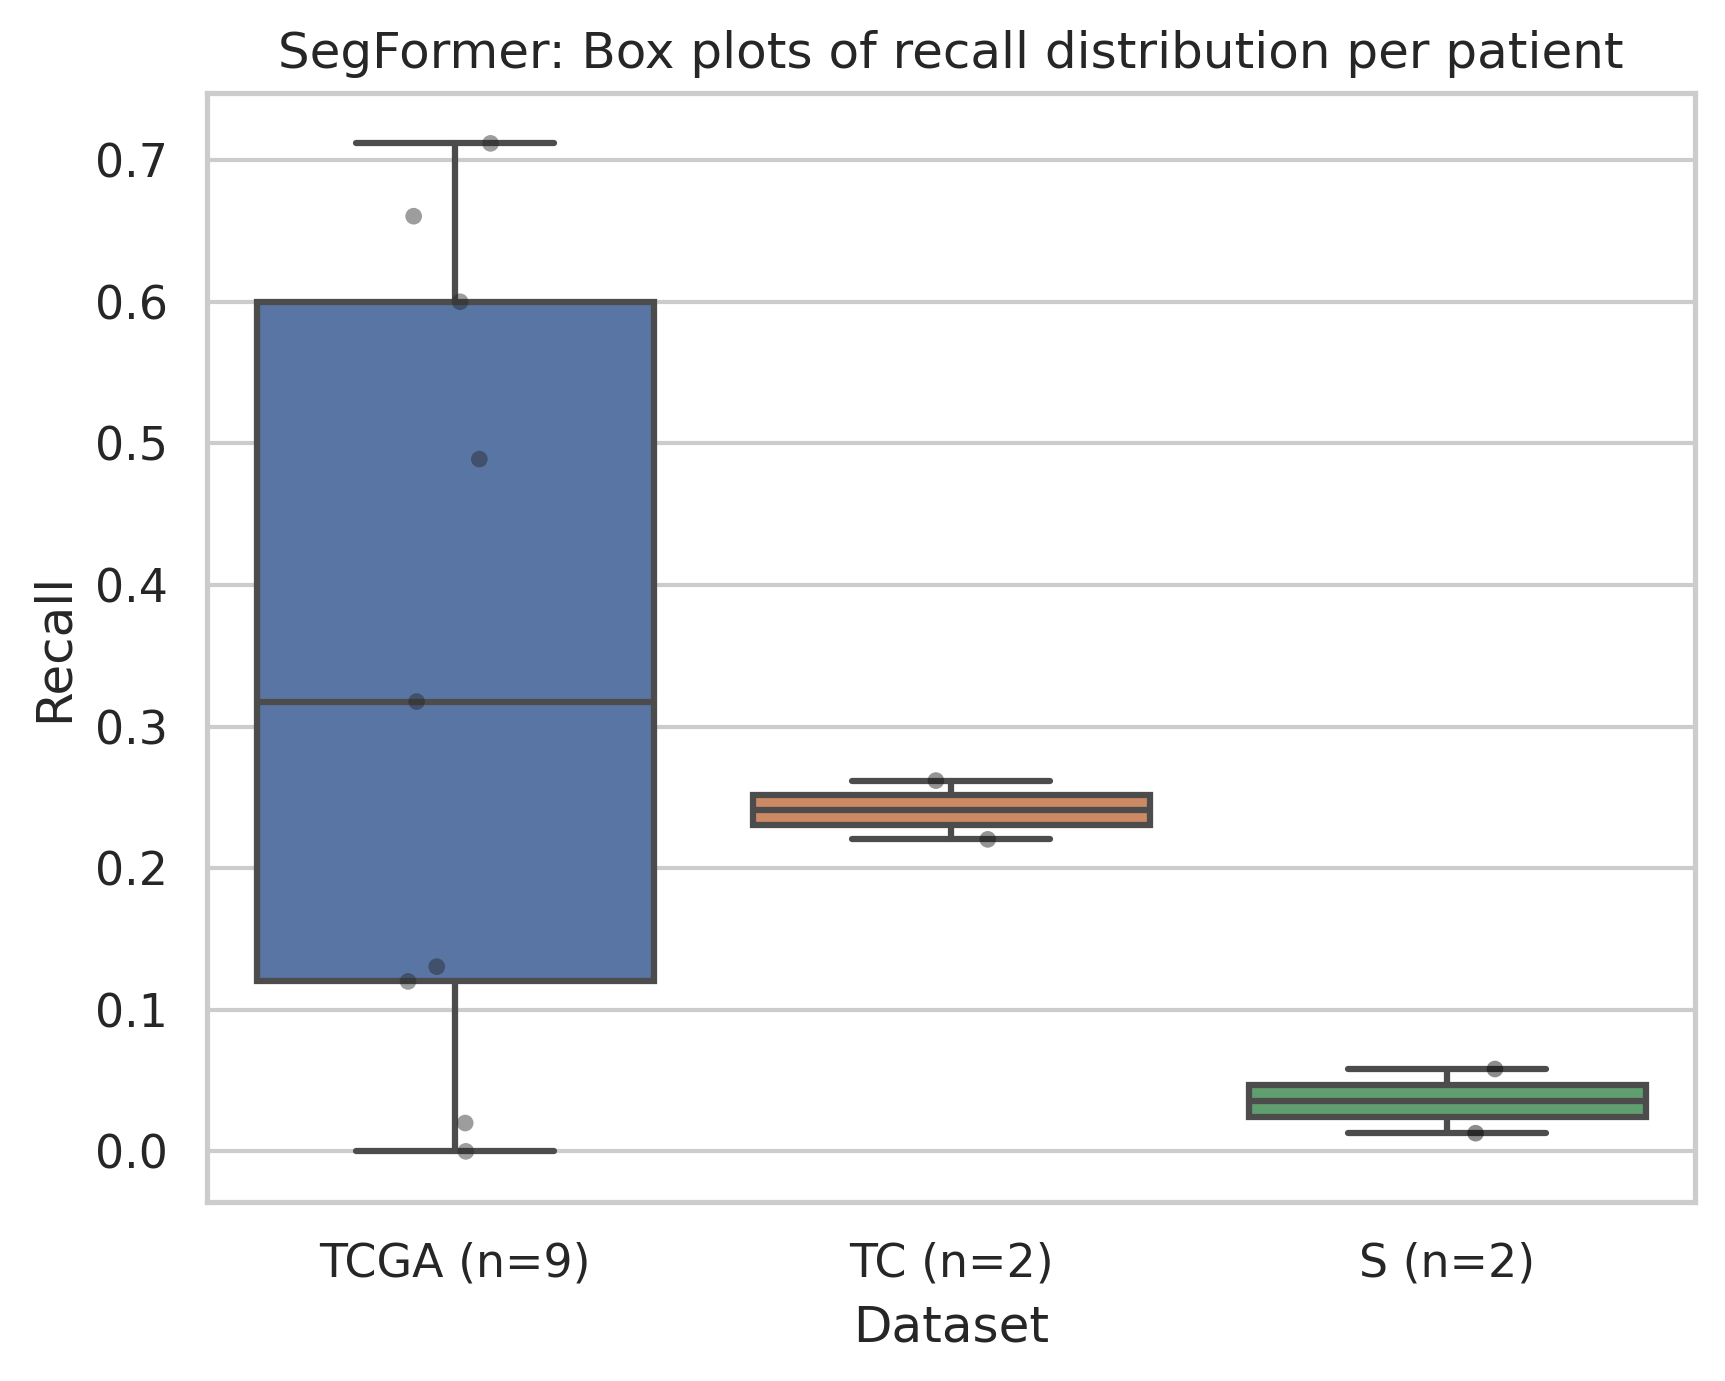 SegFormer: Box plots of recall distribution per patient
Recall
0.7
0.6
0.5
0.4
0.3
0.2
0.1
0.0
TCGA (n=9)
TC (n=2)
S (n=2)
Dataset